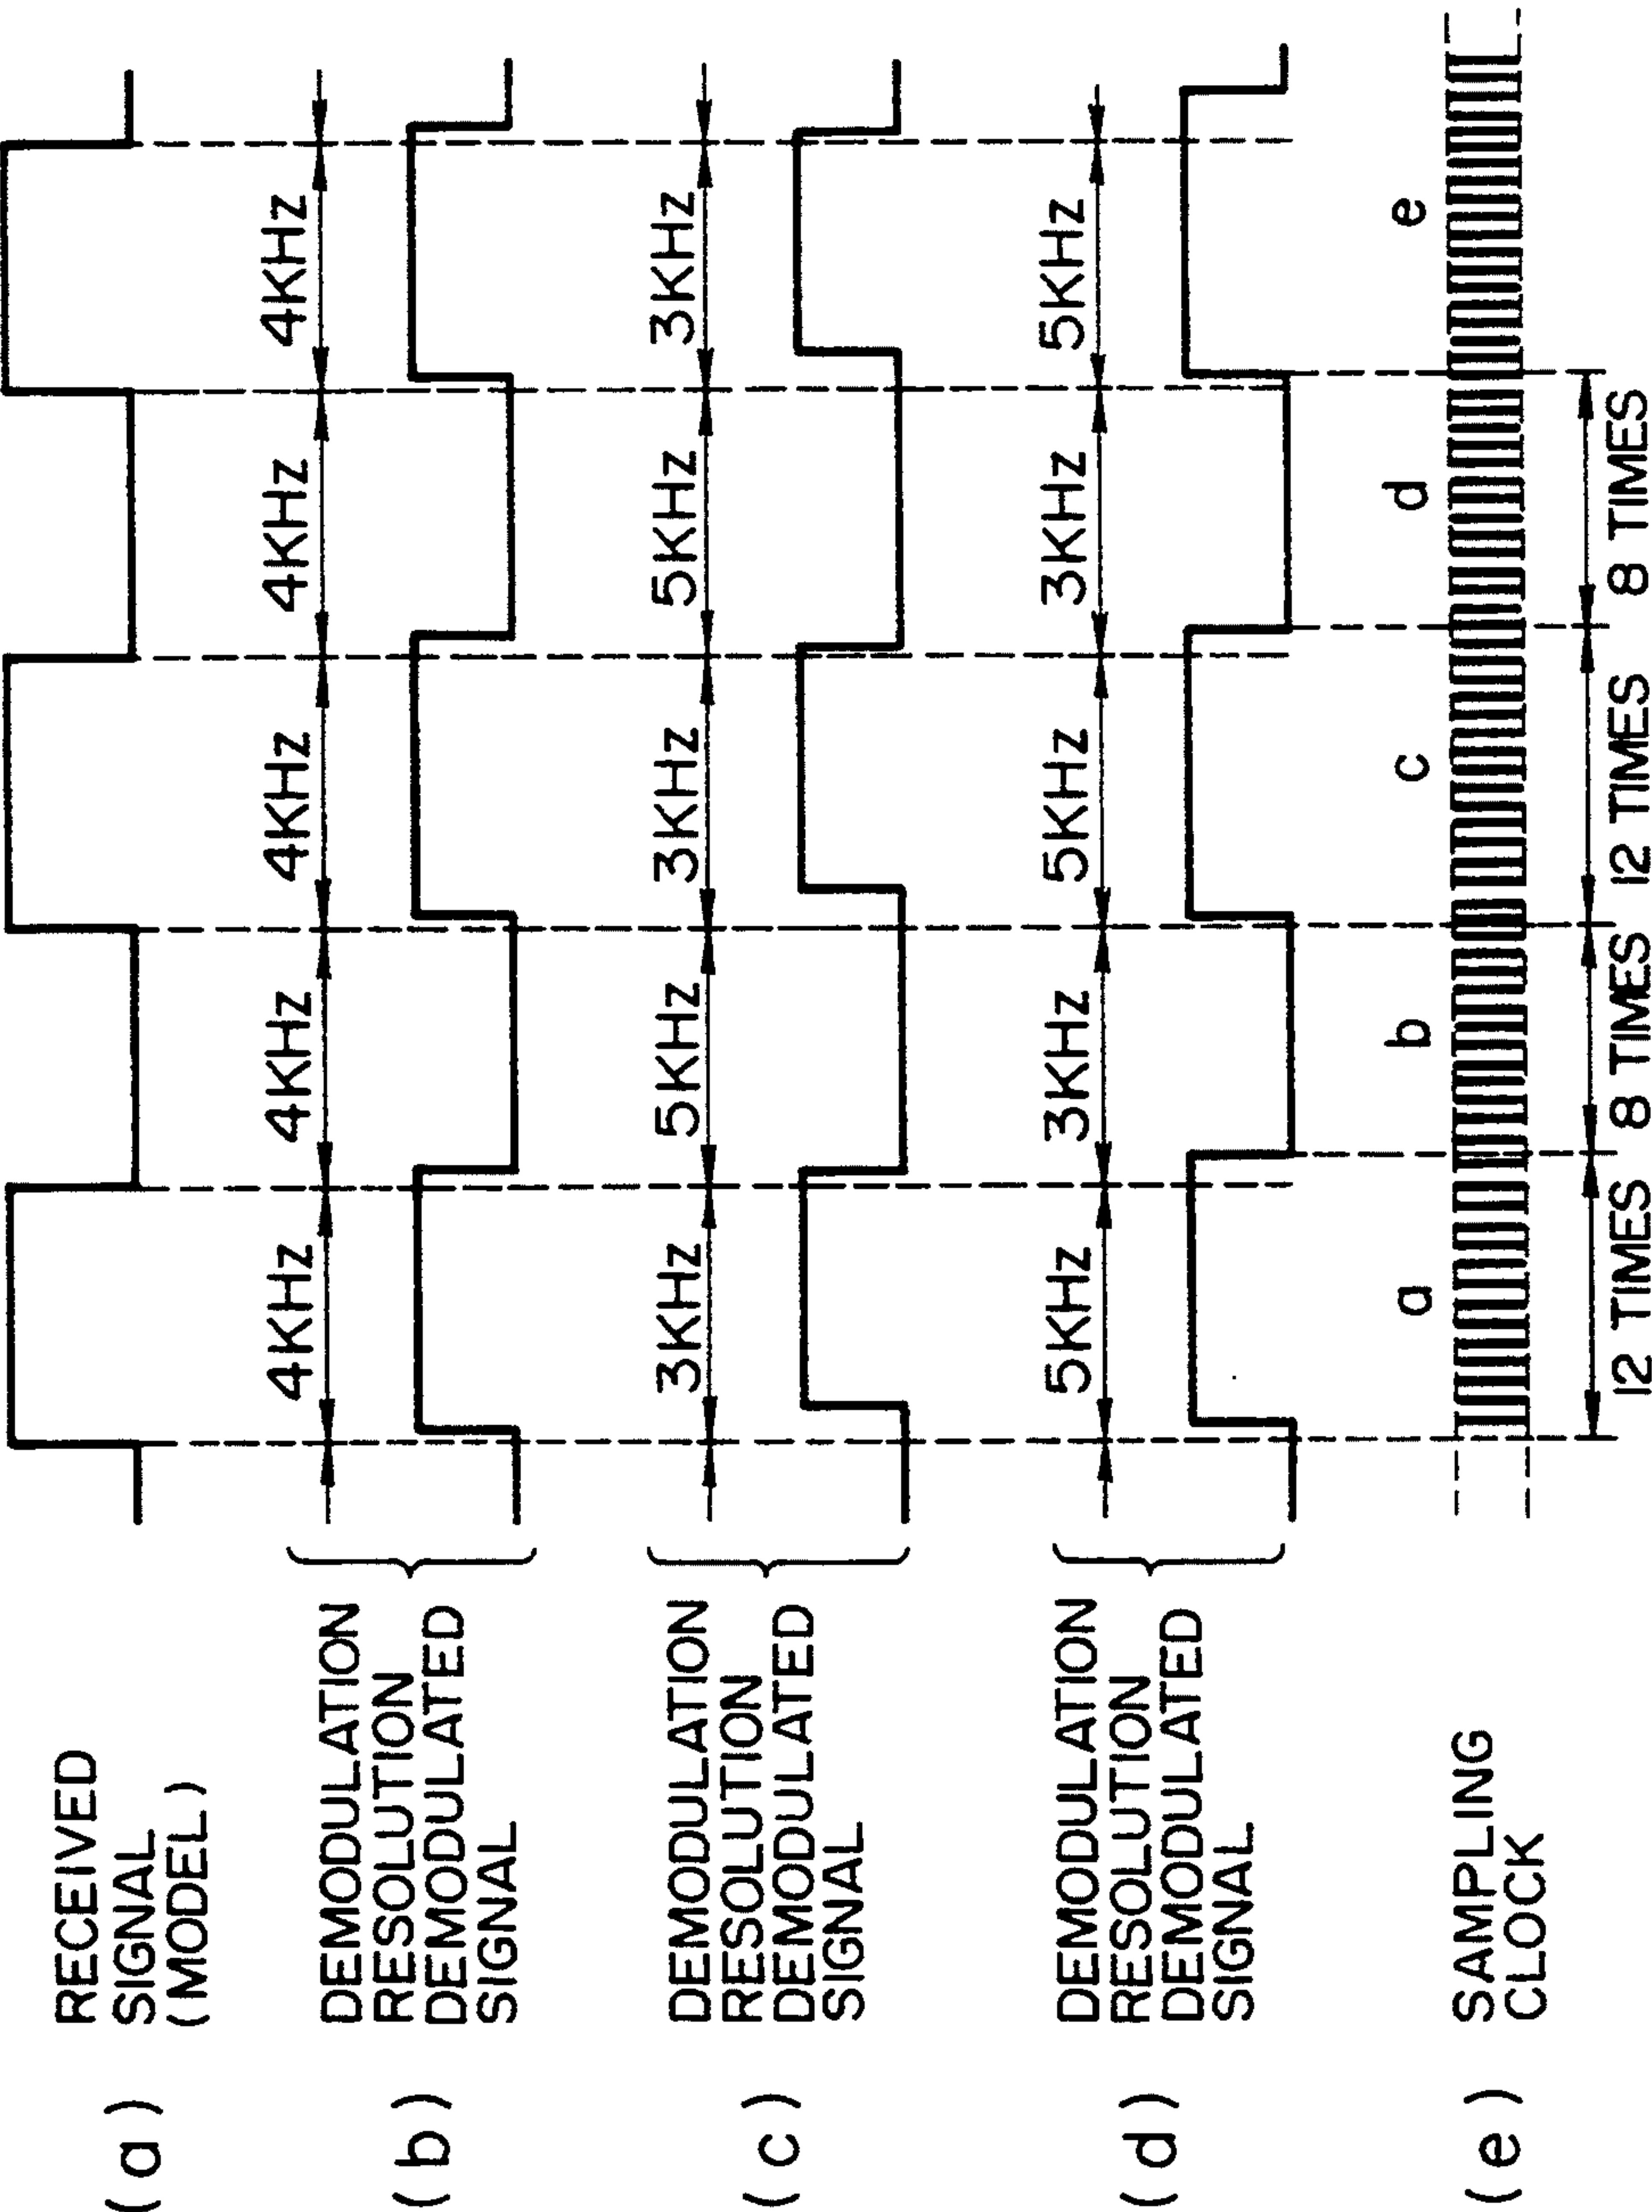 (a) RECEIVED
SIGNAL
(MODEL)
(b) DEMODULATION
RESOLUTION
DEMODULATED
SIGNAL
4KHz 4KHz 4KHz 4KHz 4KHz
(c) DEMODULATION
RESOLUTION
DEMODULATED
SIGNAL
3KHz 5KHz 3KHz 5KHz 3KHz
(d) DEMODULATION
RESOLUTION
DEMODULATED
SIGNAL
5KHz 3KHz 5KHz 3KHz 5KHz
(e) SAMPLING
CLOCK
a b c d e
12 TIMES 8 TIMES 12 TIMES 8 TIMES